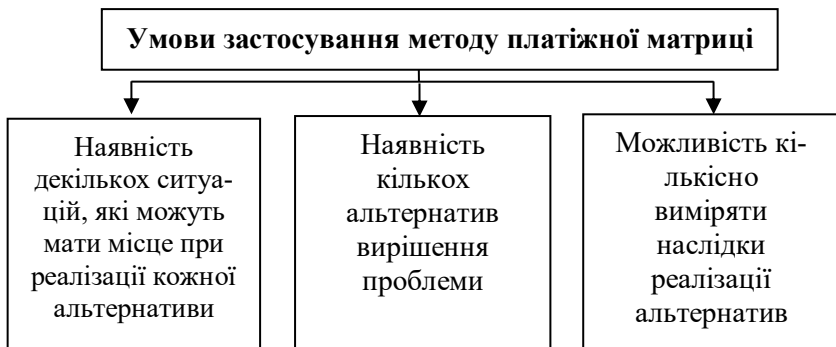 Умови застосування методу платіжної матриці
Наявність
декількох ситуа-
цій, які можуть
мати місце при
реалізації кожної
альтернативи
Наявність
кількох
альтернатив
вирішення
проблеми
Можливість кі-
лькісно
виміряти
наслідки
реалізації
альтернатив